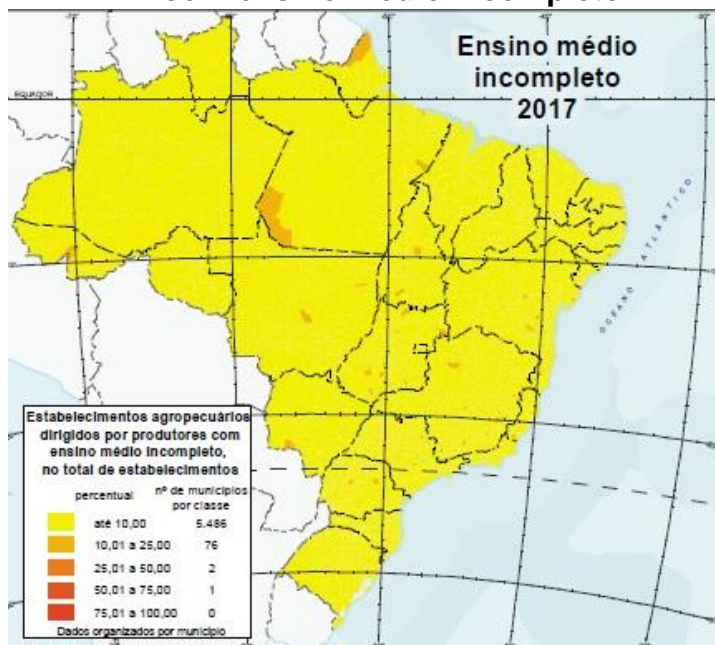 Ensino médio
incompleto
2017
EQUADOR
OCEANO ATLÂNTICO
Estabelecimentos agropecuários
dirigidos por produtores com
ensino médio incompleto,
no total de estabelecimentos
percentual nº de municípios por classe
até 10,00 5.486
10,01 a 25,00 76
25,01 a 50,00 2
50,01 a 75,00 1
75,01 a 100,00 0
Dados organizados por município